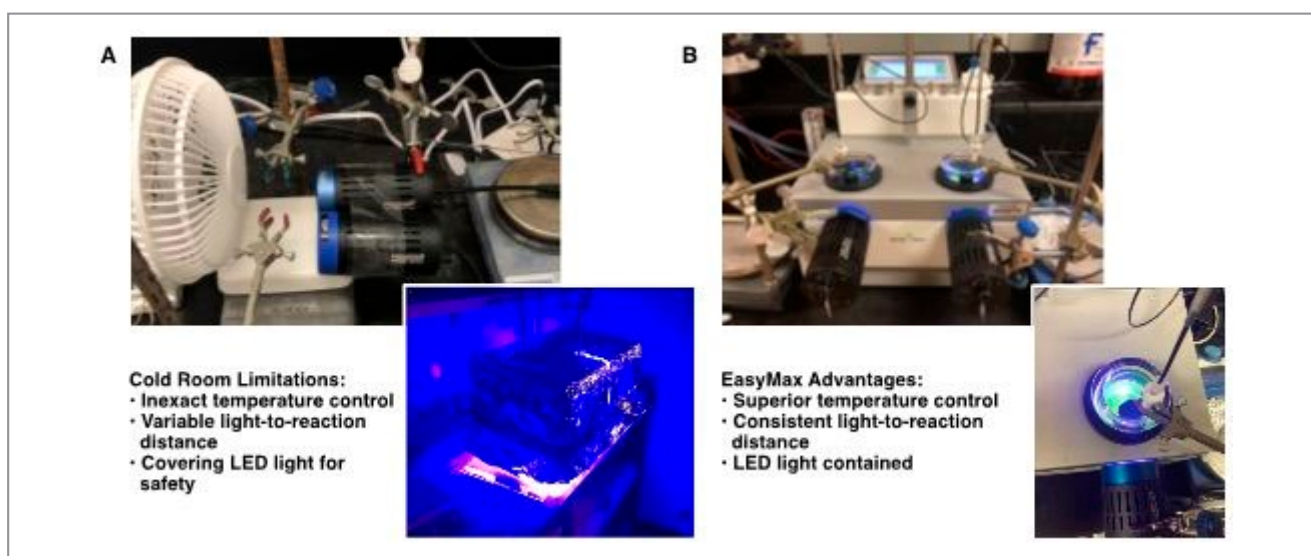 A
B
Cold Room Limitations:
· Inexact temperature control
· Variable light-to-reaction
distance
· Covering LED light for
safety
EasyMax Advantages:
· Superior temperature control
· Consistent light-to-reaction
distance
· LED light contained